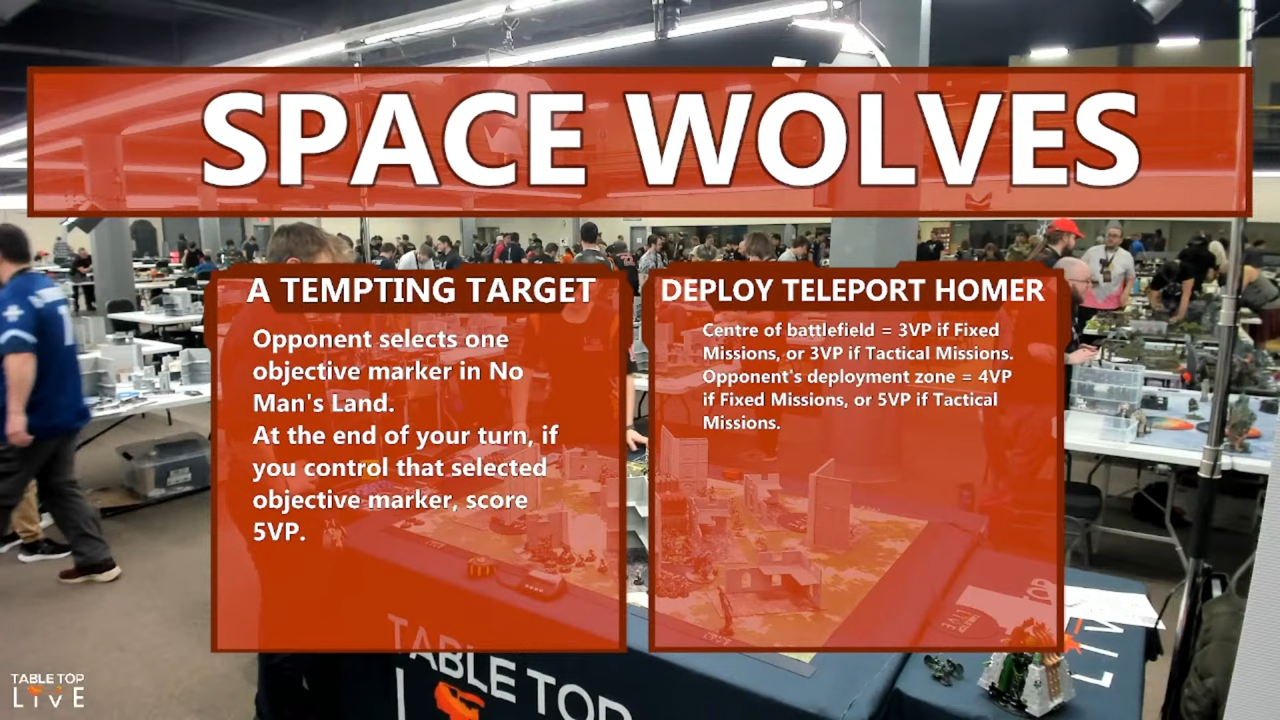 SPACE WOLVES
A TEMPTING TARGET
Opponent selects one
objective marker in No
Man's Land.
At the end of your turn, if
you control that selected
objective marker, score
5VP.
DEPLOY TELEPORT HOMER
Centre of battlefield = 3VP if Fixed
Missions, or 3VP if Tactical Missions.
Opponent's deployment zone = 4VP
if Fixed Missions, or 5VP if Tactical
Missions.
TABLE TOP
TABLE TOP
LIVE